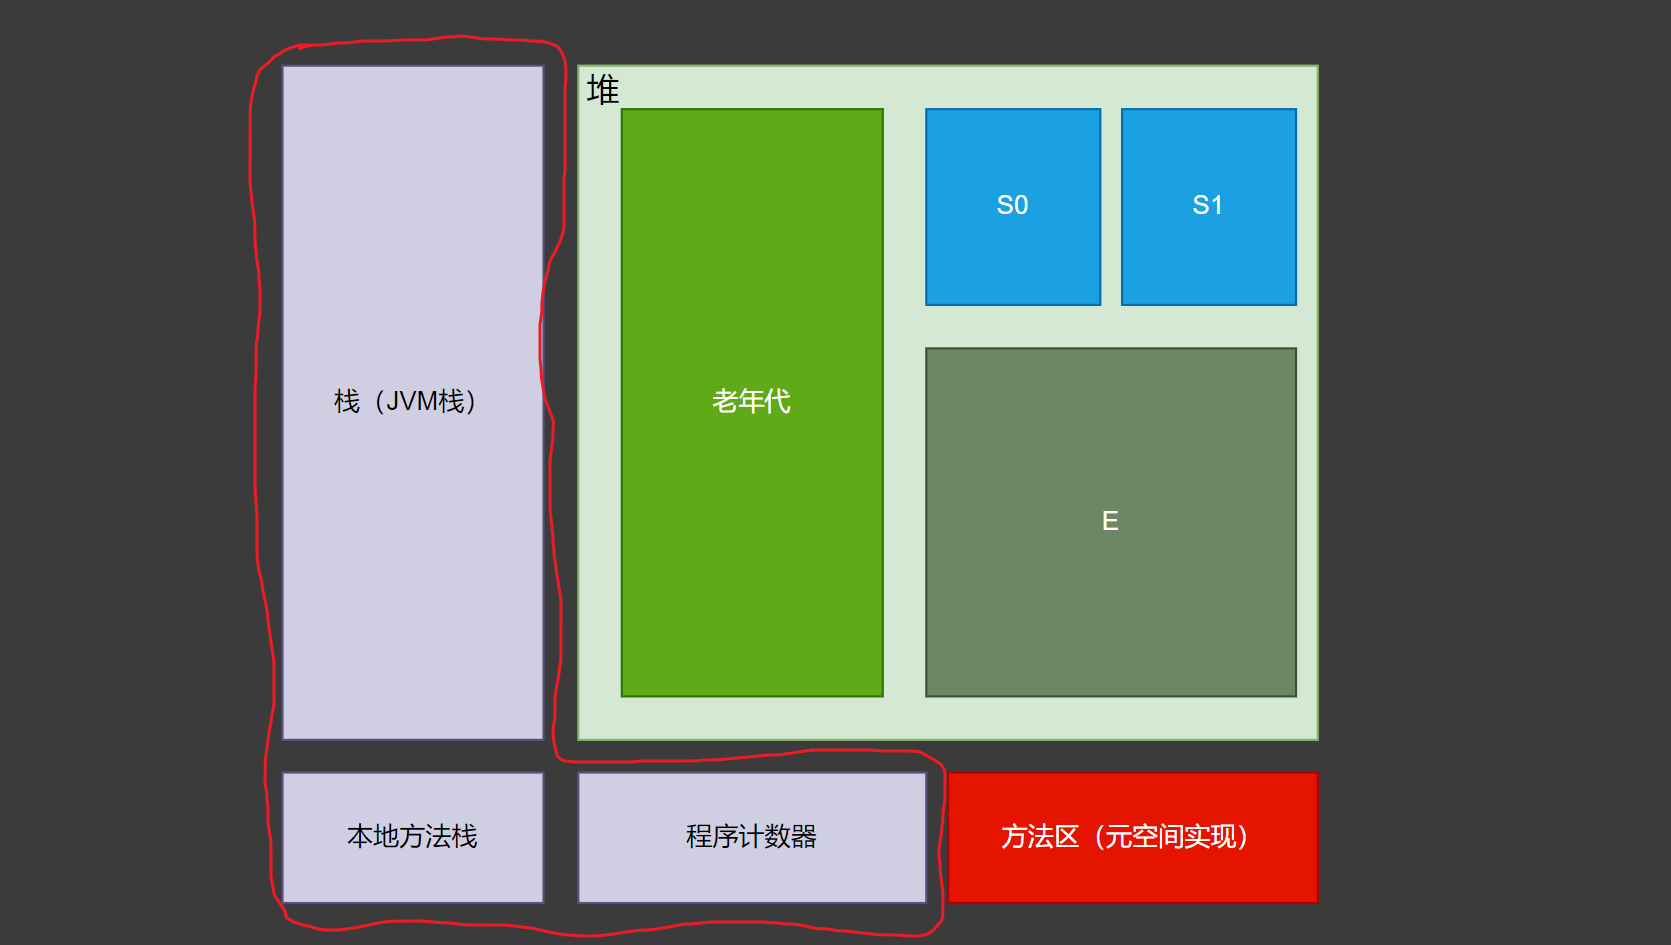 堆
S0
S1
栈（JVM栈）
老年代
E
本地方法栈
程序计数器
方法区（元空间实现）